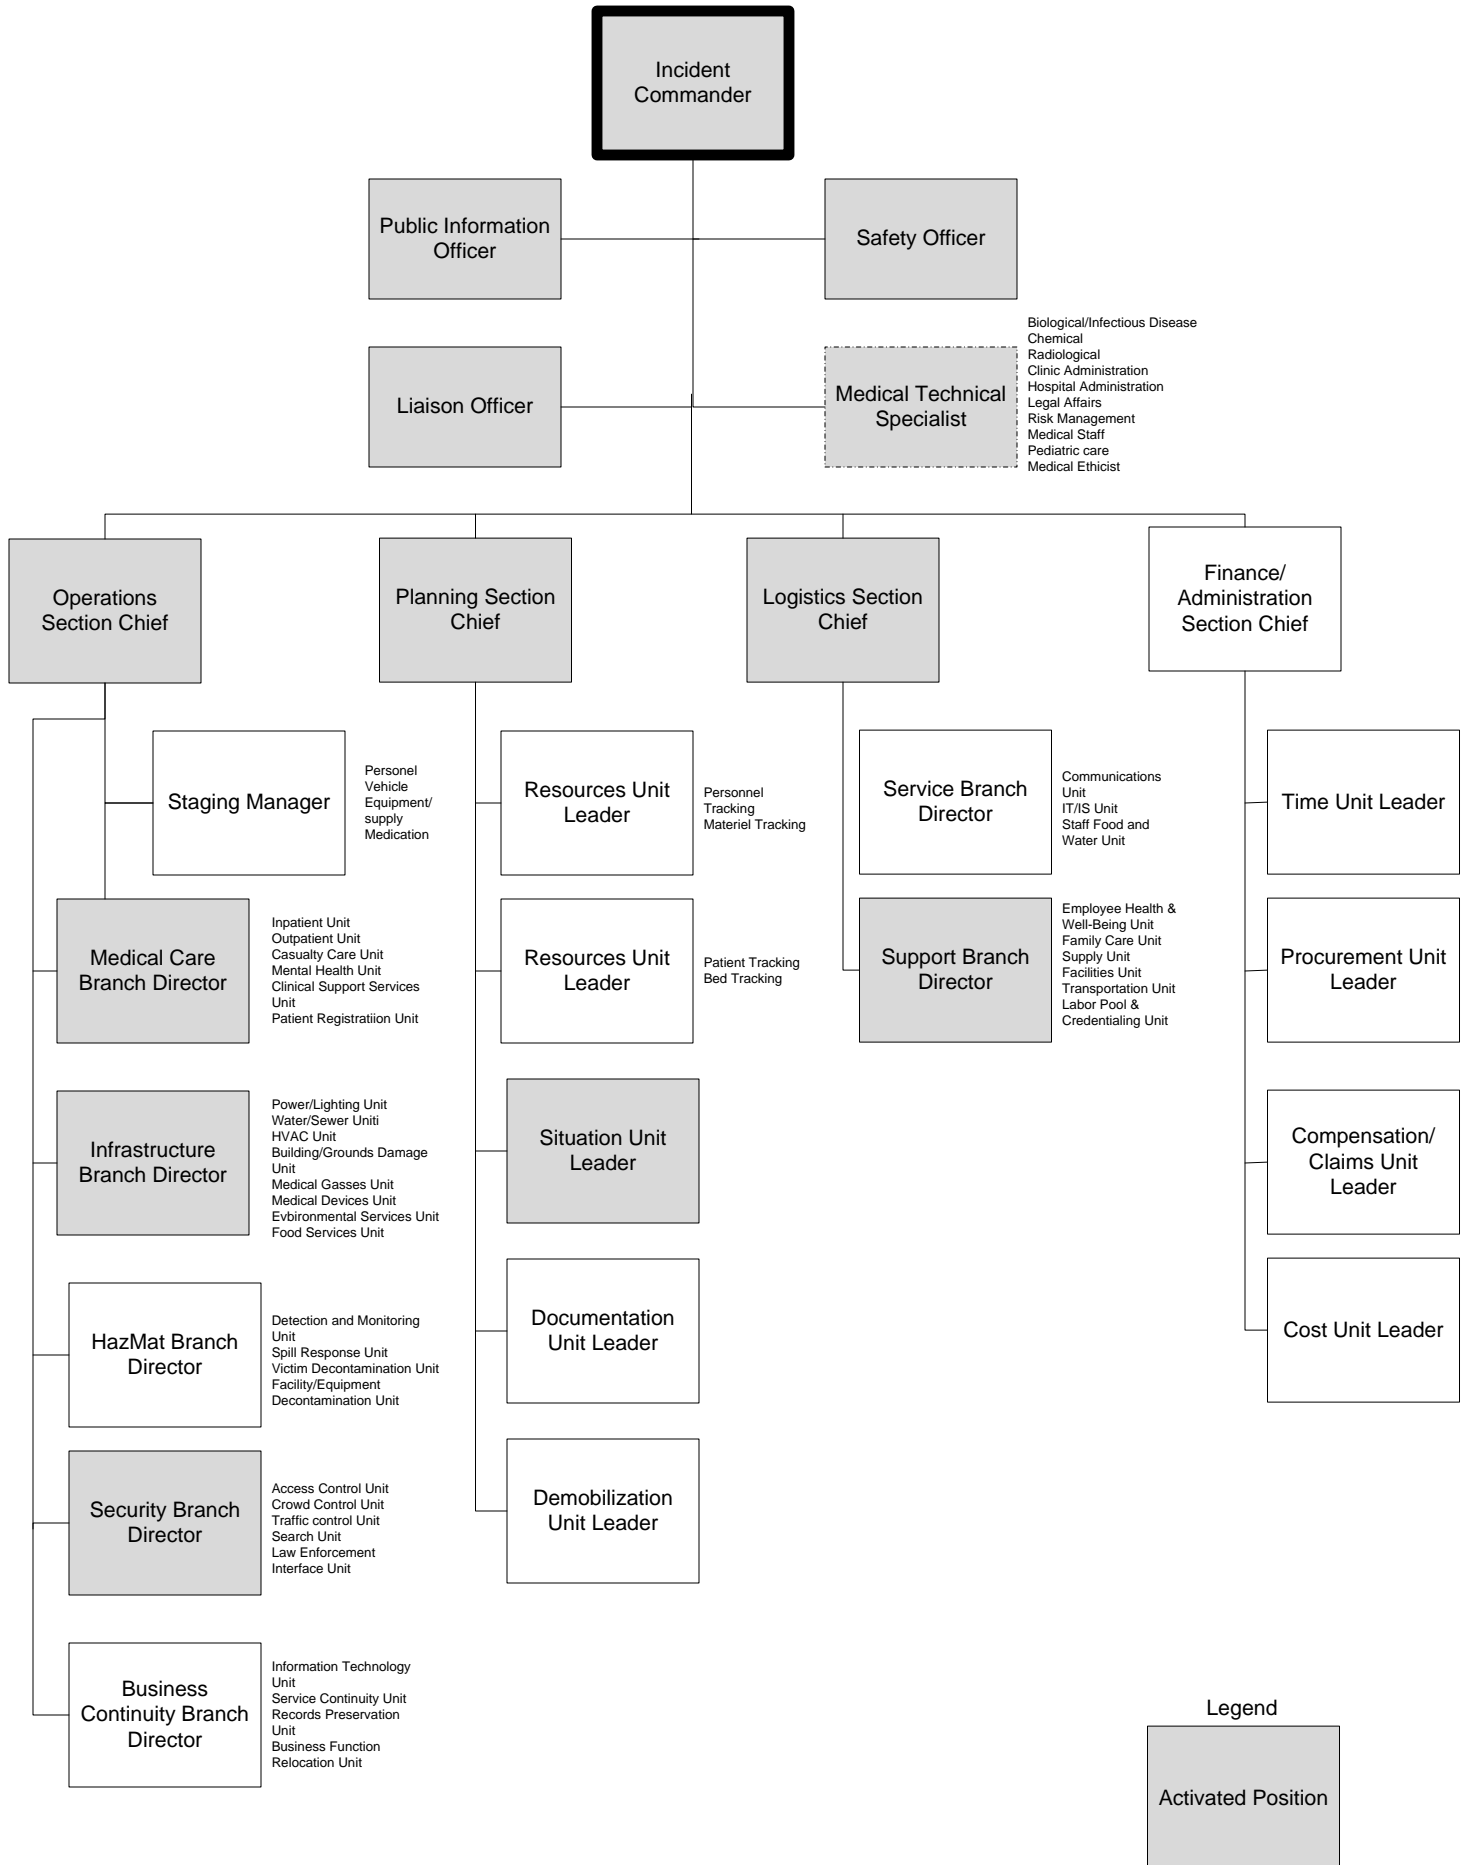 Incident
Commander
Public Information
Officer
Safety Officer
Liaison Officer
Medical Technical
Specialist
Biological/Infectious Disease
Chemical
Radiological
Clinic Administration
Hospital Administration
Legal Affairs
Risk Management
Medical Staff
Pediatric care
Medical Ethicist
Operations
Section Chief
Planning Section
Chief
Logistics Section
Chief
Finance/
Administration
Section Chief
Staging Manager
Personel
Vehicle
Equipment/
supply
Medication
Resources Unit
Leader
Personnel
Tracking
Materiel Tracking
Service Branch
Director
Communications
Unit
IT/IS Unit
Staff Food and
Water Unit
Time Unit Leader
Medical Care
Branch Director
Inpatient Unit
Outpatient Unit
Casualty Care Unit
Mental Health Unit
Clinical Support Services
Unit
Patient Registratiion Unit
Resources Unit
Leader
Patient Tracking
Bed Tracking
Support Branch
Director
Employee Health &
Well-Being Unit
Family Care Unit
Supply Unit
Facilities Unit
Transportation Unit
Labor Pool &
Credentialing Unit
Procurement Unit
Leader
Infrastructure
Branch Director
Power/Lighting Unit
Water/Sewer Uniti
HVAC Unit
Building/Grounds Damage
Unit
Medical Gasses Unit
Medical Devices Unit
Evbironmental Services Unit
Food Services Unit
Situation Unit
Leader
Compensation/
Claims Unit
Leader
HazMat Branch
Director
Detection and Monitoring
Unit
Spill Response Unit
Victim Decontamination Unit
Facility/Equipment
Decontamination Unit
Documentation
Unit Leader
Cost Unit Leader
Security Branch
Director
Access Control Unit
Crowd Control Unit
Traffic control Unit
Search Unit
Law Enforcement
Interface Unit
Demobilization
Unit Leader
Business
Continuity Branch
Director
Information Technology
Unit
Service Continuity Unit
Records Preservation
Unit
Business Function
Relocation Unit
Legend
Activated Position